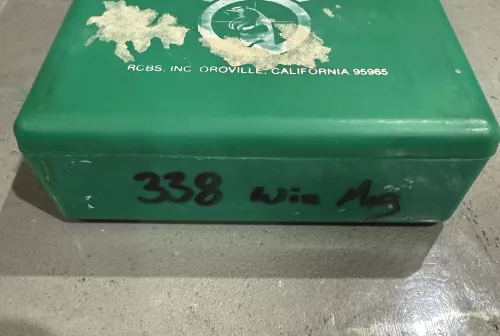 RCBS, INC OROVILLE, CALIFORNIA 95965
338 Win Mag